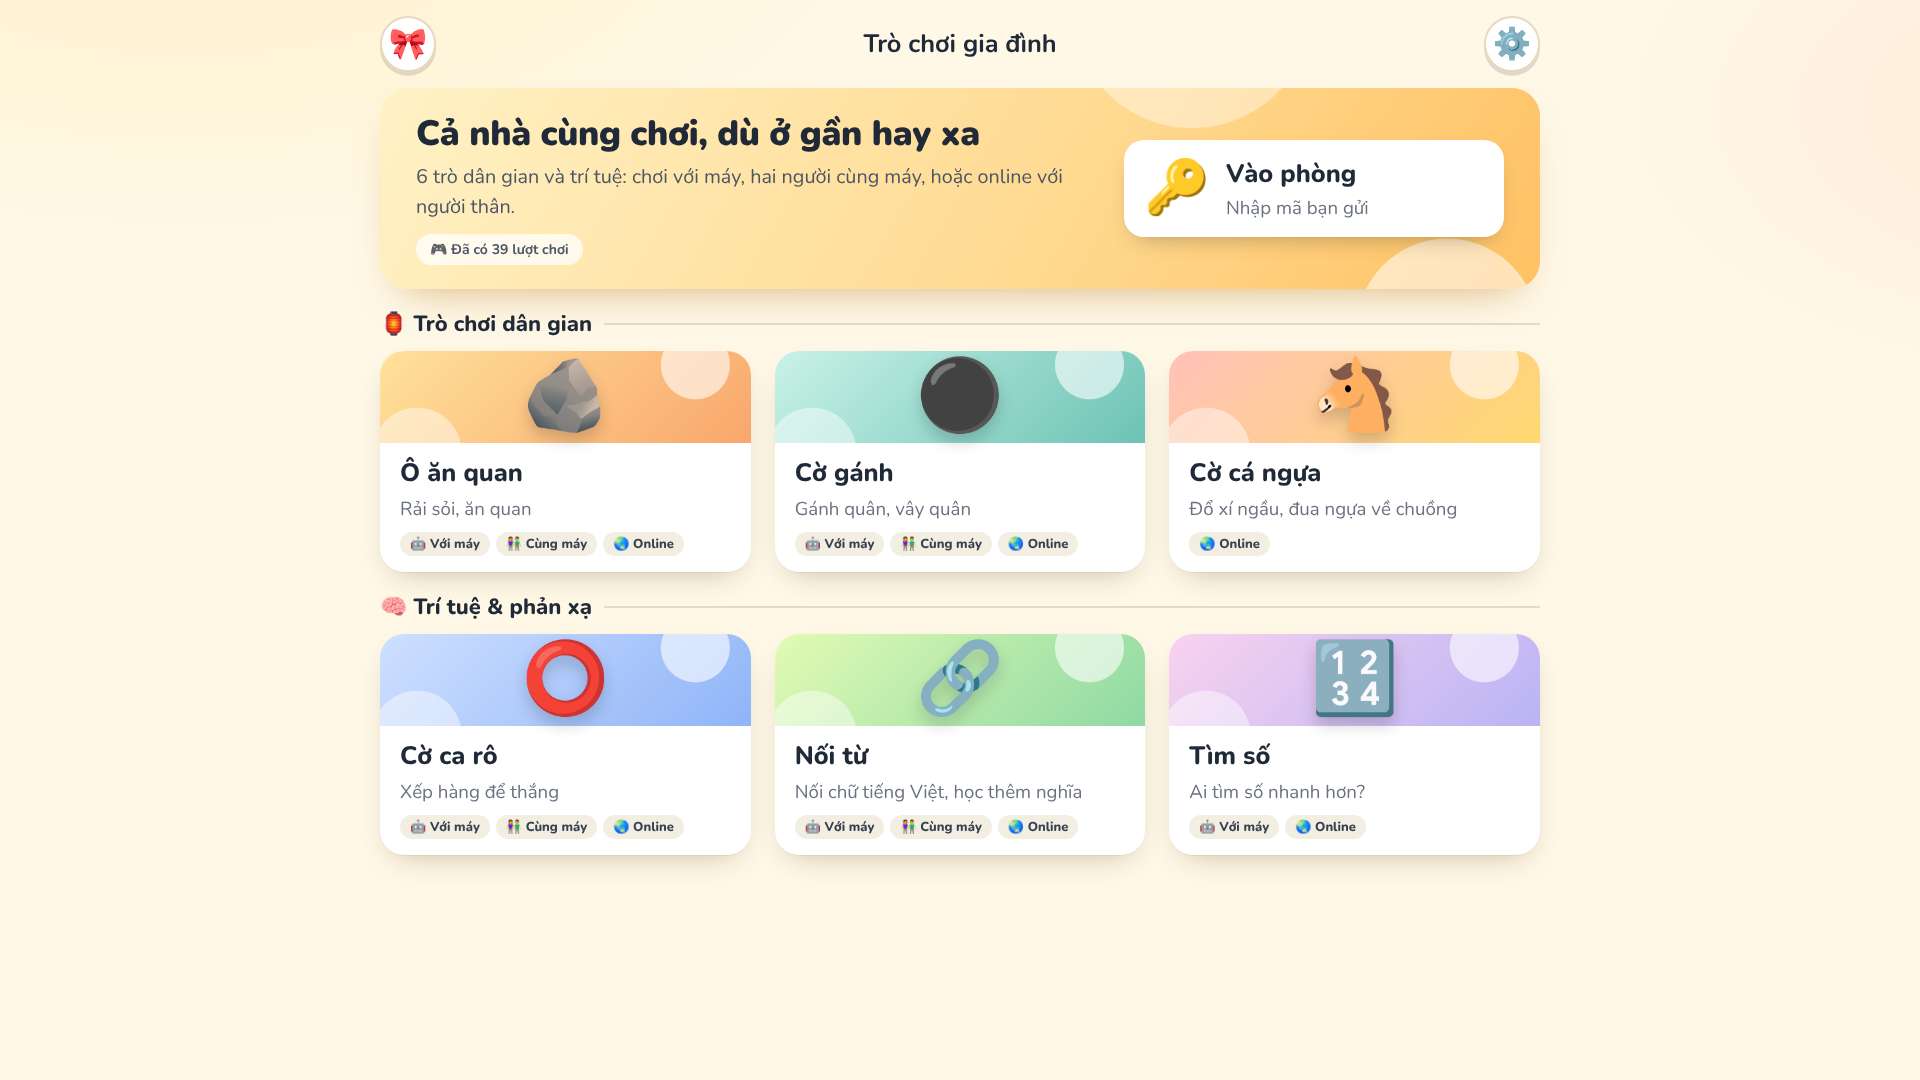 Trò chơi gia đình
Cả nhà cùng chơi, dù ở gần hay xa
6 trò dân gian và trí tuệ: chơi với máy, hai người cùng máy, hoặc online với
người thân.
🎮 Đã có 39 lượt chơi
Vào phòng
Nhập mã bạn gửi
Trò chơi dân gian
Ô ăn quan
Rải sỏi, ăn quan
Với máy Cùng máy Online
Cờ gánh
Gánh quân, vây quân
Với máy Cùng máy Online
Cờ cá ngựa
Đổ xí ngầu, đua ngựa về chuồng
Online
Trí tuệ & phản xạ
Cờ ca rô
Xếp hàng để thắng
Với máy Cùng máy Online
Nối từ
Nối chữ tiếng Việt, học thêm nghĩa
Với máy Cùng máy Online
1 2
3 4
Tìm số
Ai tìm số nhanh hơn?
Với máy Online